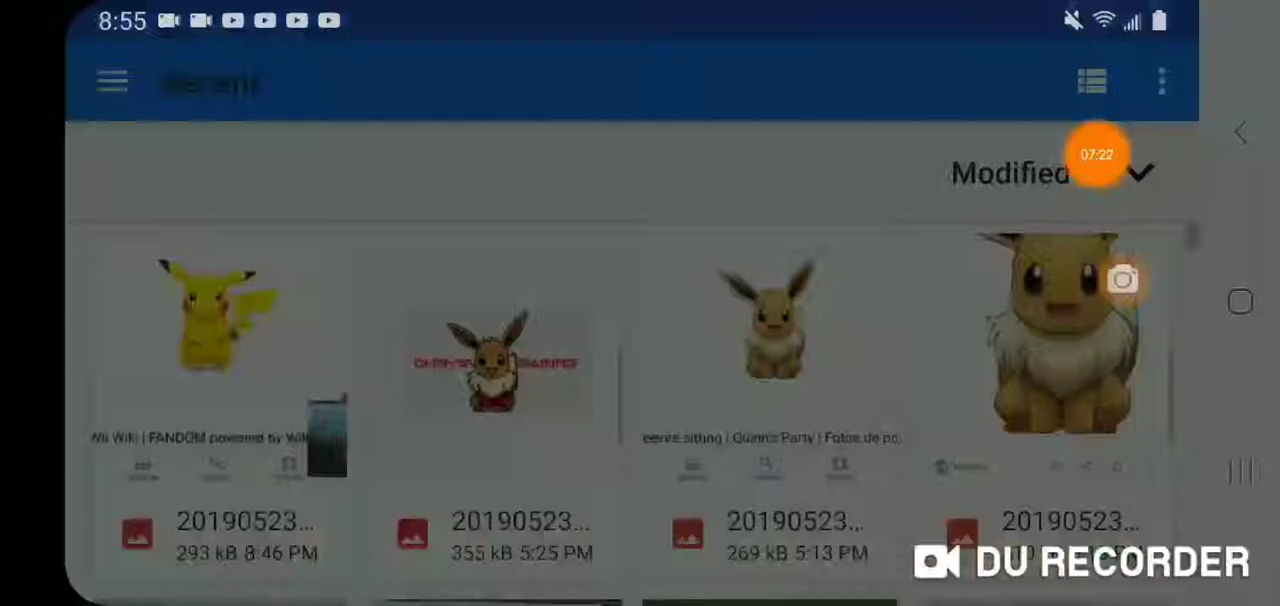 8:55
Recent
Modified
07:22
Wii Wiki | FANDOM powered by Wik
eevee sitting | Quinn's Party | Fotos de po
20190523...
293 kB 8:46 PM
20190523...
355 kB 5:25 PM
20190523...
269 kB 5:13 PM
20190523...
DU RECORDER